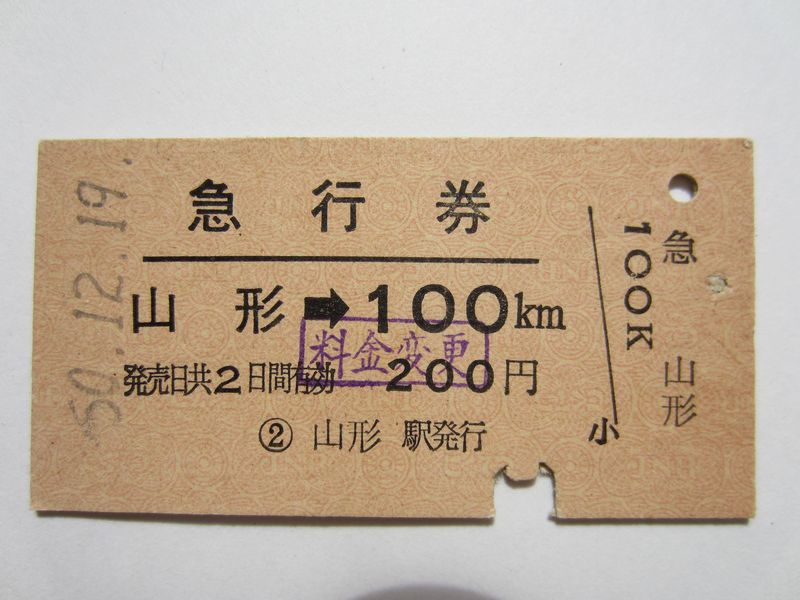 50.12.19.
急行券
山形➡100km
料金変更
発売日共2日間有効 200円
② 山形 駅発行
小
急 山形
100K